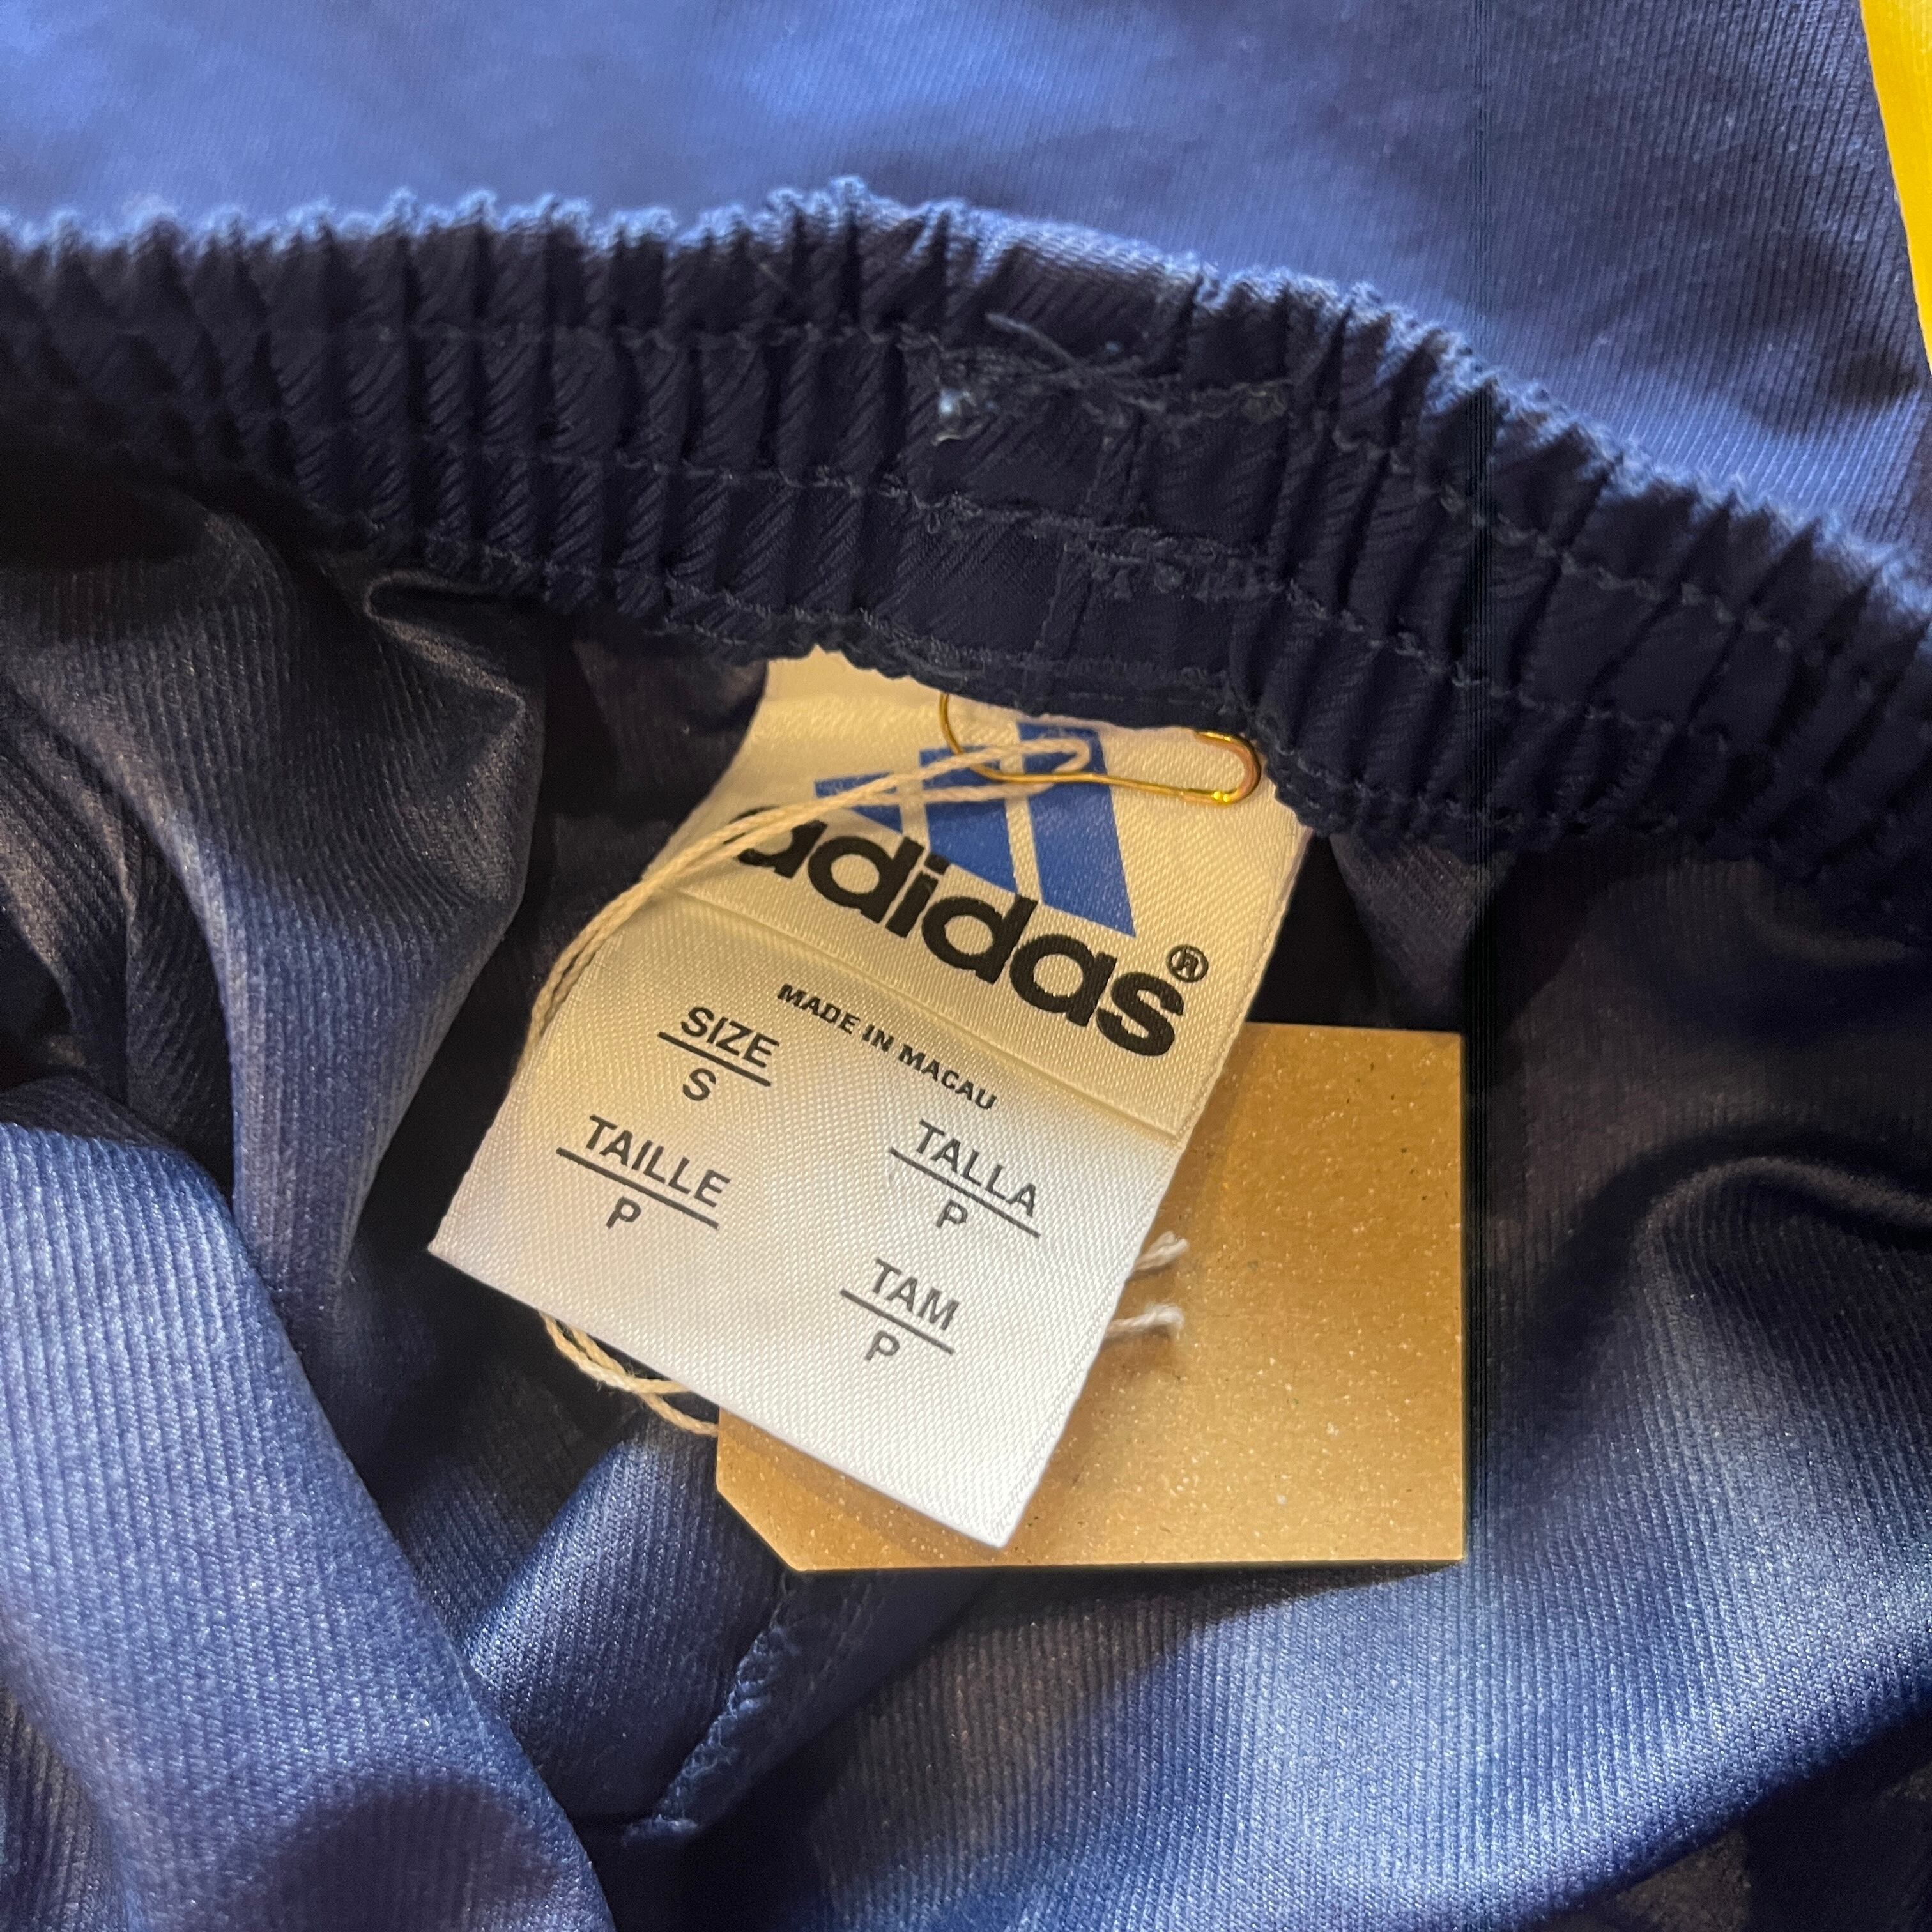 adidas®
MADE IN MACAU
SIZE
S
TAILLE
P
TALLA
P
TAM
P